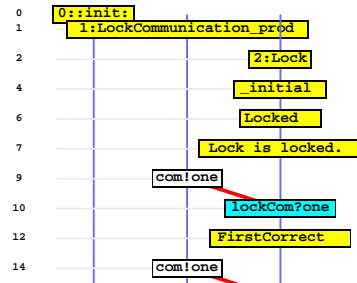 0 0::init:
1 1:LockCommunication_prod
2 2:Lock
4 _initial
6 Locked
7 Lock is locked.
9 com!one
10 lockCom?one
12 FirstCorrect
14 com!one